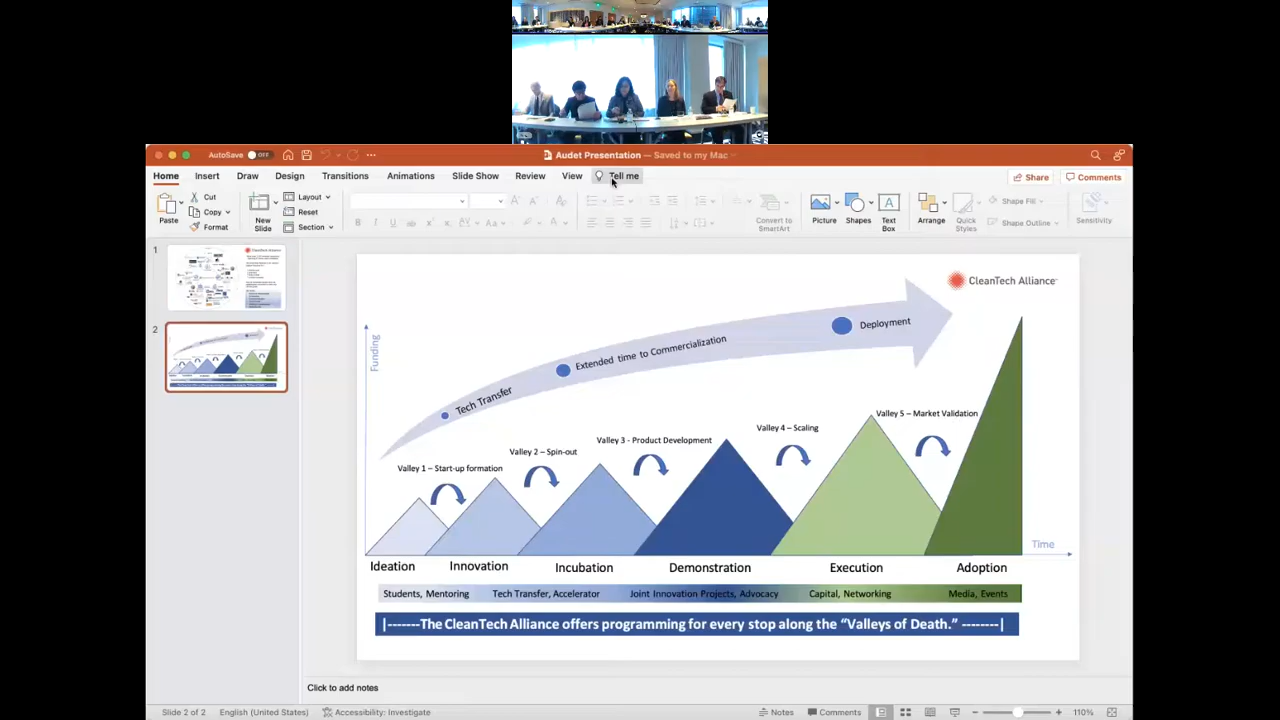 AutoSave OFF
Audet Presentation — Saved to my Mac
Home Insert Draw Design Transitions Animations Slide Show Review View Tell me
Share Comments
Paste
Cut
Copy
Format
New Slide
Layout
Reset
Section
Convert to SmartArt
Picture
Shapes
Text Box
Arrange
Quick Styles
Shape Fill
Shape Outline
Sensitivity
1
2
CleanTech Alliance
Funding
Tech Transfer
Extended time to Commercialization
Deployment
Valley 1 – Start-up formation
Valley 2 – Spin-out
Valley 3 - Product Development
Valley 4 – Scaling
Valley 5 – Market Validation
Time
Ideation Innovation Incubation Demonstration Execution Adoption
Students, Mentoring Tech Transfer, Accelerator Joint Innovation Projects, Advocacy Capital, Networking Media, Events
|-------The CleanTech Alliance offers programming for every stop along the “Valleys of Death.” --------|
Click to add notes
Slide 2 of 2 English (United States) Accessibility: Investigate Notes Comments 110%